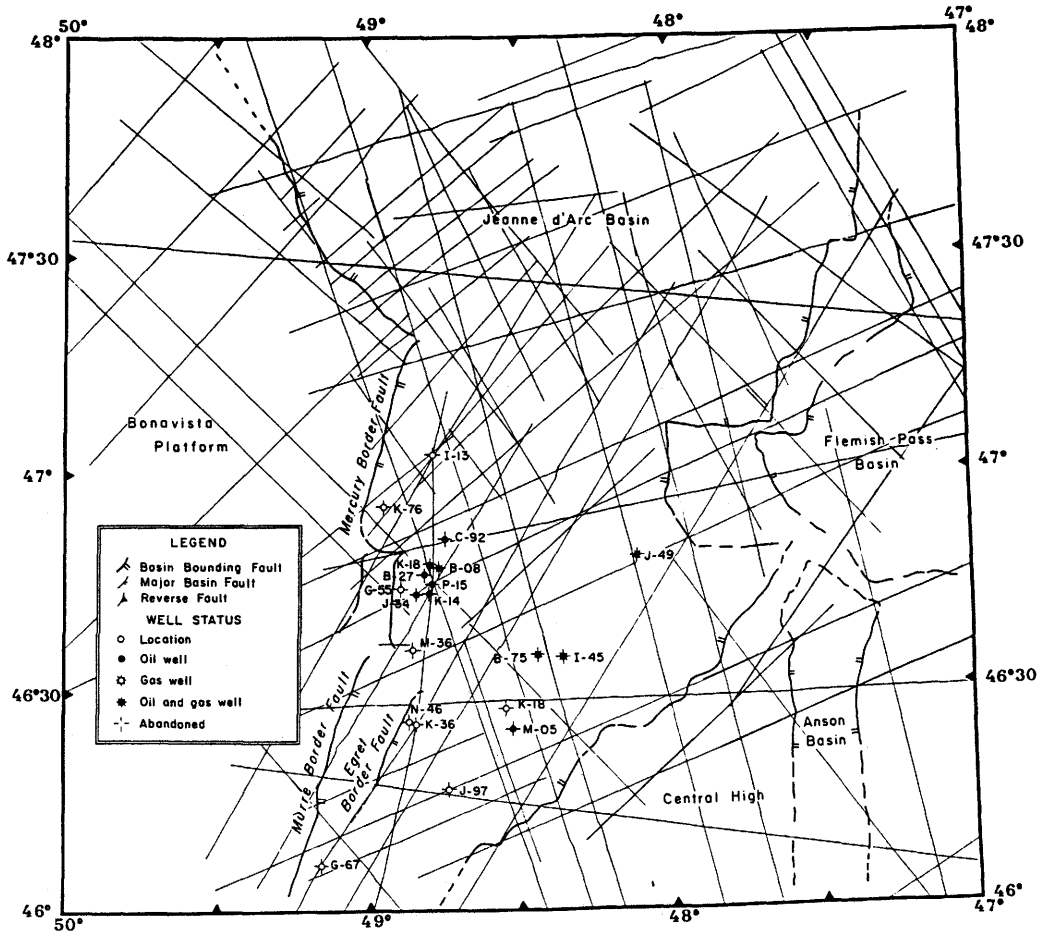 50°
49°
48°
47°
48°
48°
Jeanne d'Arc Basin
47°30
47°30
Mercury Border Fault
Bonavista
Platform
Flemish Pass
Basin
I-13
47°
47°
K-76
C-92
J-49
K-18
B-08
B-27
P-15
G-55
J-34
K-14
M-36
B-75
I-45
LEGEND
Basin Bounding Fault
Major Basin Fault
Reverse Fault
WELL STATUS
Location
Oil well
Gas well
Oil and gas well
Abandoned
46°30
46°30
Murre Border Fault
Egret
Border Fault
N-46
K-36
K-18
M-05
Anson
Basin
J-97
Central High
G-67
46°
46°
50°
49°
48°
47°